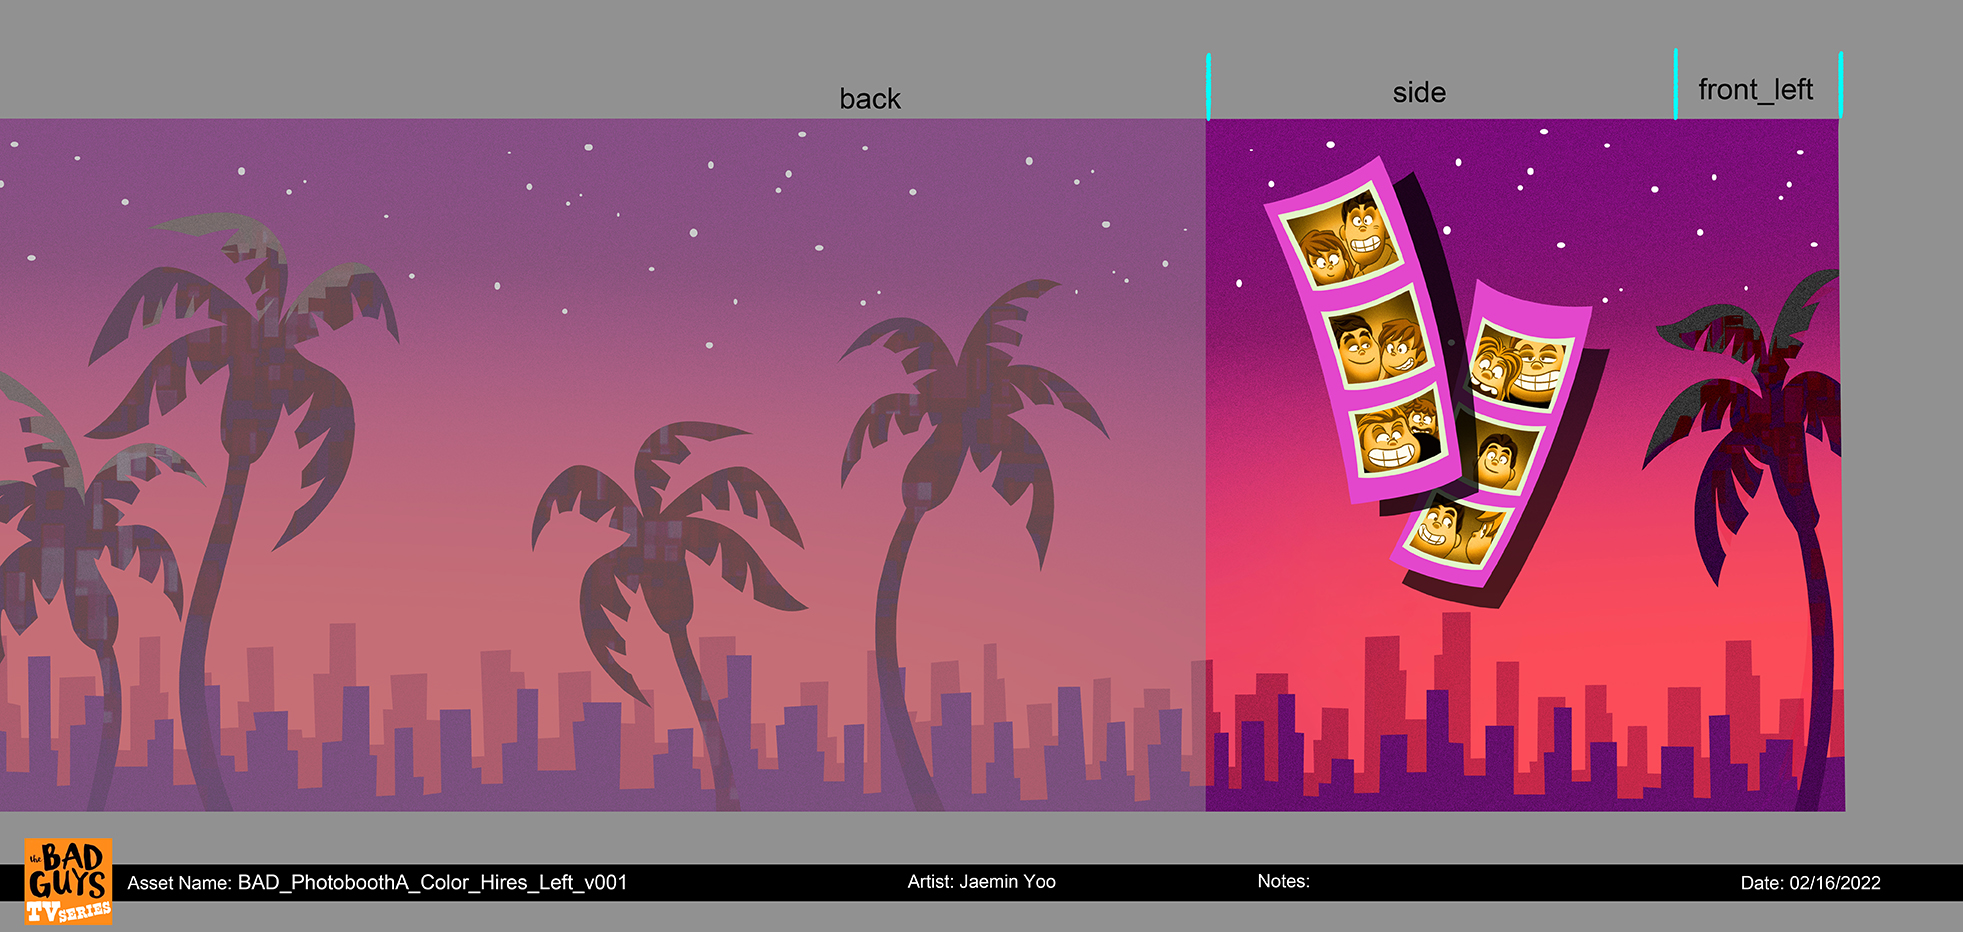 back
side
front_left
the
BAD
GUYS
TV SERIES
Asset Name: BAD_PhotoboothA_Color_Hires_Left_v001
Artist: Jaemin Yoo
Notes:
Date: 02/16/2022